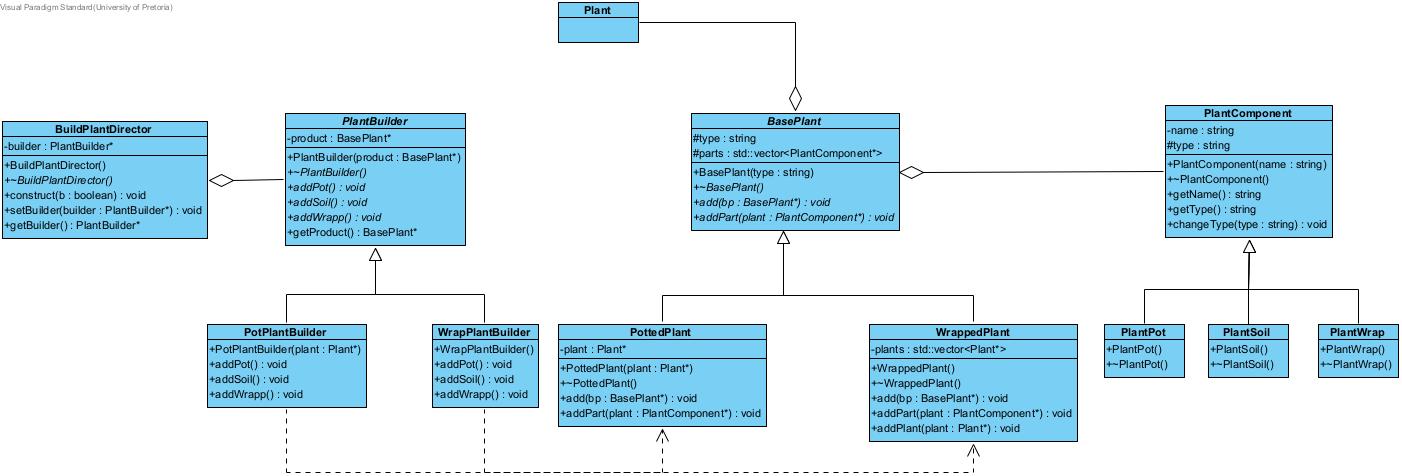 Visual Paradigm Standard(University of Pretoria)
Plant
BuildPlantDirector
-builder : PlantBuilder*
+BuildPlantDirector()
+~BuildPlantDirector()
+construct(b : boolean) : void
+setBuilder(builder : PlantBuilder*) : void
+getBuilder() : PlantBuilder*
PlantBuilder
-product : BasePlant*
+PlantBuilder(product : BasePlant*)
+~PlantBuilder()
+addPot() : void
+addSoil() : void
+addWrapp() : void
+getProduct() : BasePlant*
BasePlant
#type : string
#parts : std::vector<PlantComponent*>
+BasePlant(type : string)
+~BasePlant()
+add(bp : BasePlant*) : void
+addPart(plant : PlantComponent*) : void
PlantComponent
-name : string
#type : string
+PlantComponent(name : string)
+~PlantComponent()
+getName() : string
+getType() : string
+changeType(type : string) : void
PotPlantBuilder
+PotPlantBuilder(plant : Plant*)
+addPot() : void
+addSoil() : void
+addWrapp() : void
WrapPlantBuilder
+WrapPlantBuilder()
+addPot() : void
+addSoil() : void
+addWrapp() : void
PottedPlant
-plant : Plant*
+PottedPlant(plant : Plant*)
+~PottedPlant()
+add(bp : BasePlant*) : void
+addPart(plant : PlantComponent*) : void
WrappedPlant
-plants : std::vector<Plant*>
+WrappedPlant()
+~WrappedPlant()
+add(bp : BasePlant*) : void
+addPart(plant : PlantComponent*) : void
+addPlant(plant : Plant*) : void
PlantPot
+PlantPot()
+~PlantPot()
PlantSoil
+PlantSoil()
+~PlantSoil()
PlantWrap
+PlantWrap()
+~PlantWrap()